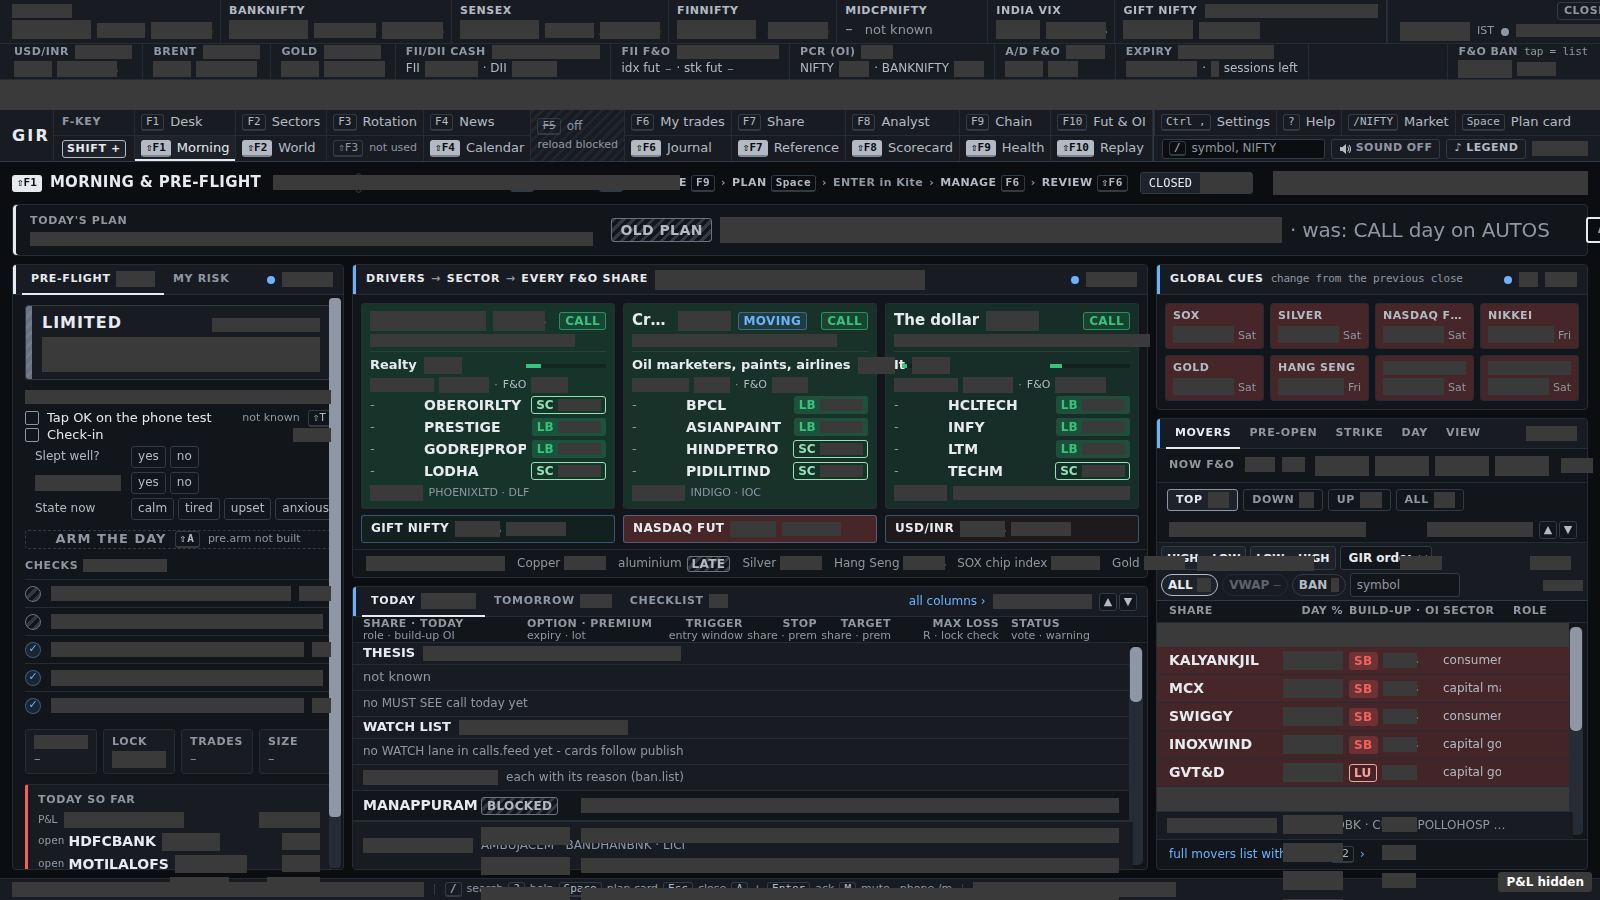 BANKNIFTY SENSEX FINNIFTY MIDCPNIFTY INDIA VIX GIFT NIFTY
– not known IST
USD/INR BRENT GOLD FII/DII CASH FII F&O PCR (OI) A/D F&O EXPIRY F&O BAN tap = list
FII · DII idx fut – · stk fut – NIFTY · BANKNIFTY · sessions left
GIR F-KEY F1 Desk F2 Sectors F3 Rotation F4 News F5 off F6 My trades F7 Share F8 Analyst F9 Chain F10 Fut & OI Ctrl , Settings ? Help /NIFTY Market Space Plan card
SHIFT + ⇧F1 Morning ⇧F2 World ⇧F3 not used ⇧F4 Calendar reload blocked ⇧F6 Journal ⇧F7 Reference ⇧F8 Scorecard ⇧F9 Health ⇧F10 Replay / symbol, NIFTY SOUND OFF ♪ LEGEND
⇧F1 MORNING & PRE-FLIGHT F9 › PLAN Space › ENTER in Kite › MANAGE F6 › REVIEW ⇧F6 CLOSED
TODAY'S PLAN
OLD PLAN · was: CALL day on AUTOS
PRE-FLIGHT MY RISK
LIMITED
Tap OK on the phone test not known ⇧T
Check-in
Slept well? yes no
yes no
State now calm tired upset anxious
ARM THE DAY ⇧A pre.arm not built
CHECKS
LOCK TRADES SIZE
– – –
TODAY SO FAR
P&L
open HDFCBANK
open MOTILALOFS
DRIVERS → SECTOR → EVERY F&O SHARE
CALL
Realty
· F&O
- OBEROIRLTY SC
- PRESTIGE LB
- GODREJPROP LB
- LODHA SC
PHOENIXLTD · DLF
Cr… MOVING CALL
Oil marketers, paints, airlines
· F&O
- BPCL LB
- ASIANPAINT LB
- HINDPETRO SC
- PIDILITIND SC
INDIGO · IOC
The dollar CALL
It
· F&O
- HCLTECH LB
- INFY LB
- LTM LB
- TECHM SC
GIFT NIFTY NASDAQ FUT USD/INR
Copper aluminium LATE Silver Hang Seng SOX chip index Gold
TODAY TOMORROW CHECKLIST all columns › ▲ ▼
SHARE · TODAY OPTION · PREMIUM TRIGGER STOP TARGET MAX LOSS STATUS
role · build-up OI expiry · lot entry window share · prem share · prem R · lock check vote · warning
THESIS
not known
no MUST SEE call today yet
WATCH LIST
no WATCH lane in calls.feed yet - cards follow publish
each with its reason (ban.list)
MANAPPURAM BLOCKED
AMBUJACEM BANDHANBNK · LICI
GLOBAL CUES change from the previous close
SOX SILVER NASDAQ F… NIKKEI
Sat Sat Sat Fri
GOLD HANG SENG
Sat Fri Sat Sat
MOVERS PRE-OPEN STRIKE DAY VIEW
NOW F&O
TOP DOWN UP ALL
▲ ▼
GIR
ALL VWAP – BAN symbol
SHARE DAY % BUILD-UP · OI SECTOR ROLE
KALYANKJIL SB consumer
MCX SB capital
SWIGGY SB consumer
INOXWIND SB capital go
GVT&D LU capital go
POLLOHOSP …
full movers list with ›
P&L hidden